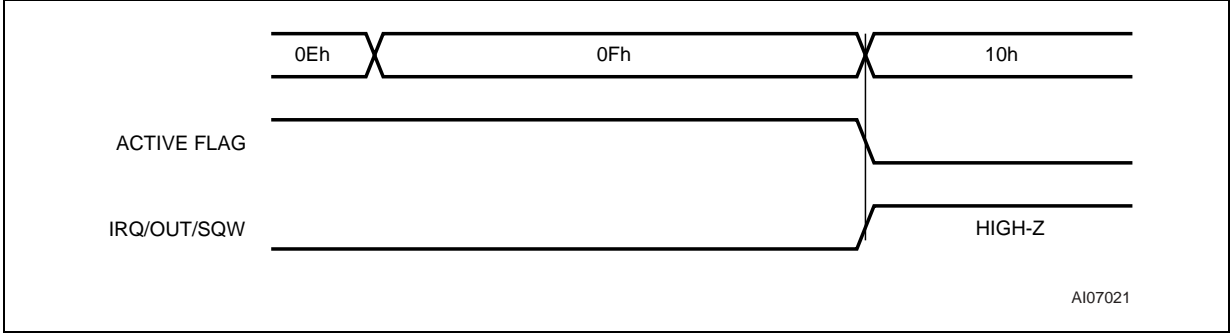 0Eh 0Fh 10h
ACTIVE FLAG
IRQ/OUT/SQW HIGH-Z
AI07021